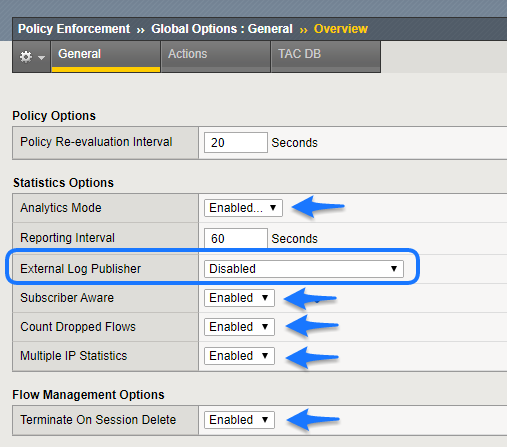 Policy Enforcement ›› Global Options : General ›› Overview
General Actions TAC DB
Policy Options
Policy Re-evaluation Interval 20 Seconds
Statistics Options
Analytics Mode Enabled...
Reporting Interval 60 Seconds
External Log Publisher Disabled
Subscriber Aware Enabled
Count Dropped Flows Enabled
Multiple IP Statistics Enabled
Flow Management Options
Terminate On Session Delete Enabled